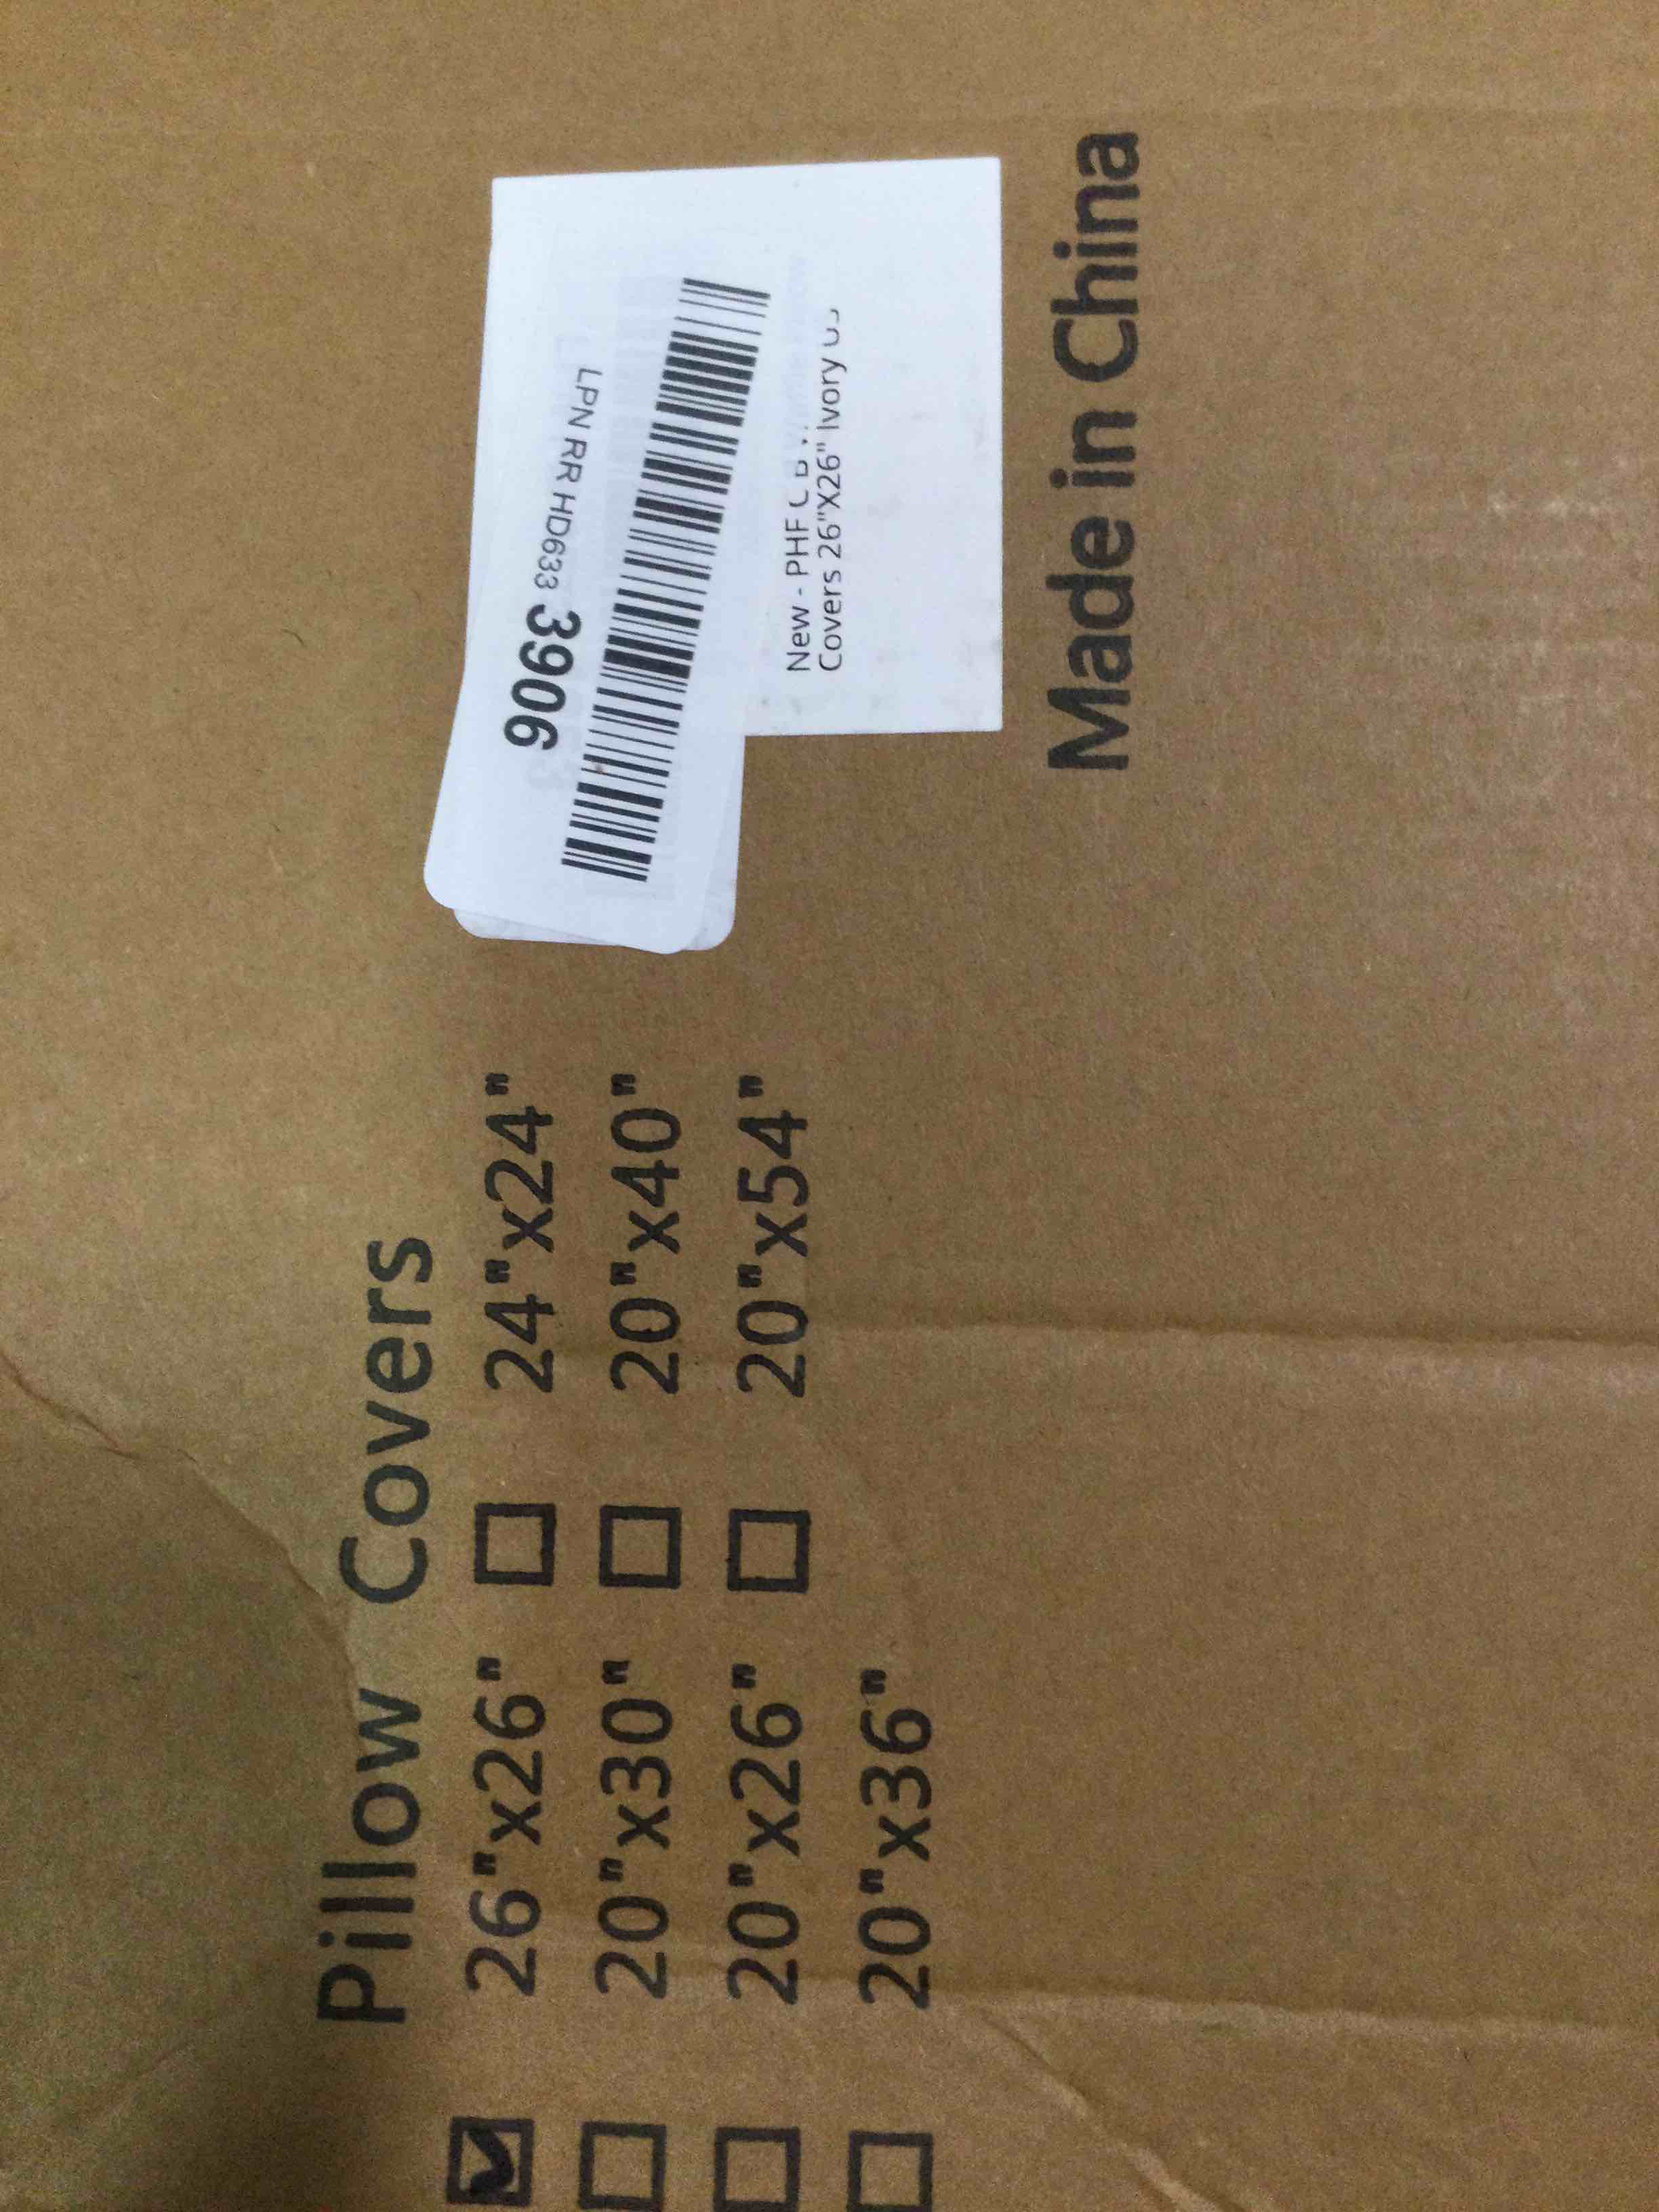 Pillow Covers
26"x26"
24"x24"
20"x30"
20"x40"
20"x26"
20"x54"
20"x36"
LPN RR HD633 3906
New - PHF
Covers 26"X26" Ivory
Made in China